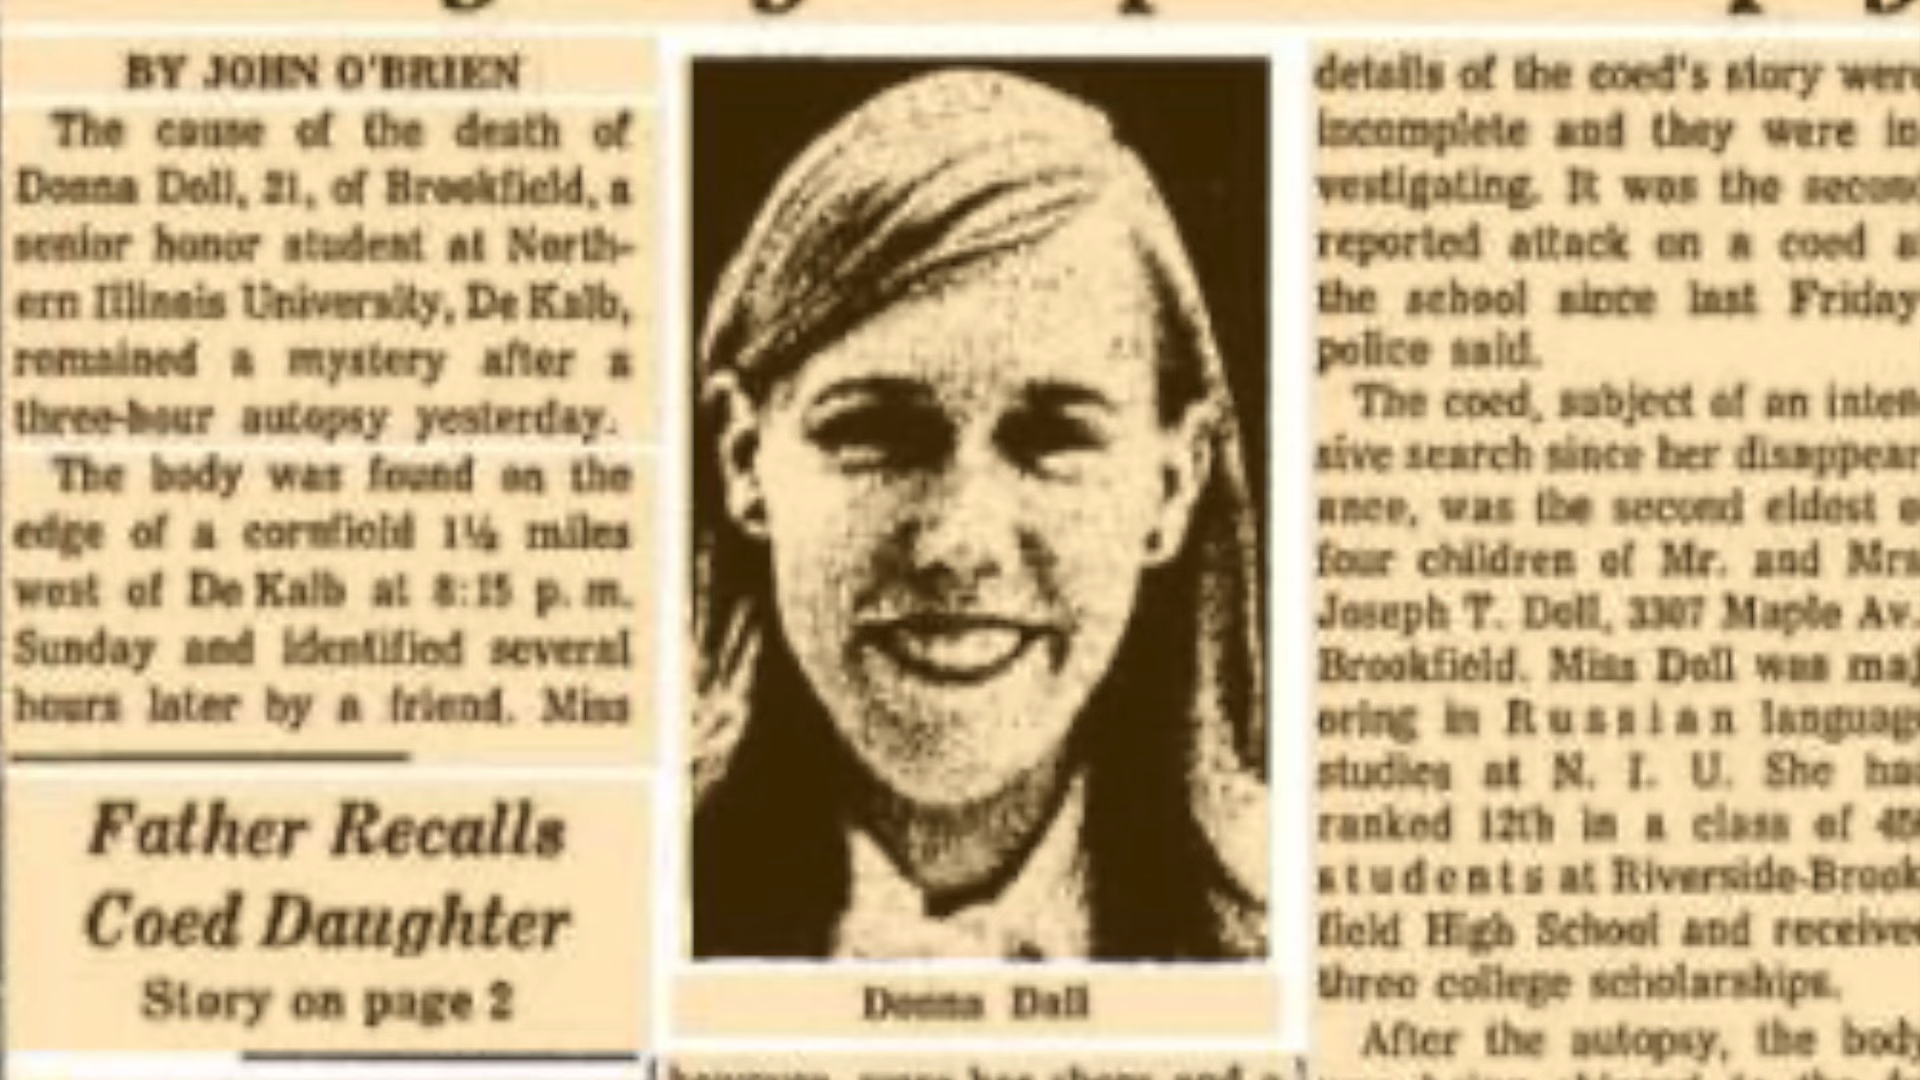 BY JOHN O'BRIEN
The cause of the death of
Donna Doll, 21, of Brookfield, a
senior honor student at North-
ern Illinois University, De Kalb,
remained a mystery after a
three-hour autopsy yesterday.
The body was found on the
edge of a cornfield 1½ miles
west of De Kalb at 8:15 p. m.
Sunday and identified several
hours later by a friend. Miss
Father Recalls
Coed Daughter
Story on page 2
Donna Doll
details of the coed's story were
incomplete and they were in
vestigating. It was the second
reported attack on a coed at
the school since last Friday
police said.
The coed, subject of an inten
sive search since her disappear
ance, was the second eldest
four children of Mr. and Mrs
Joseph T. Doll, 3307 Maple Av.
Brookfield. Miss Doll was maj
oring in Russian language
studies at N. I. U. She had
ranked 12th in a class of
students at Riverside-Brook
field High School and received
three college scholarships.
After the autopsy, the body